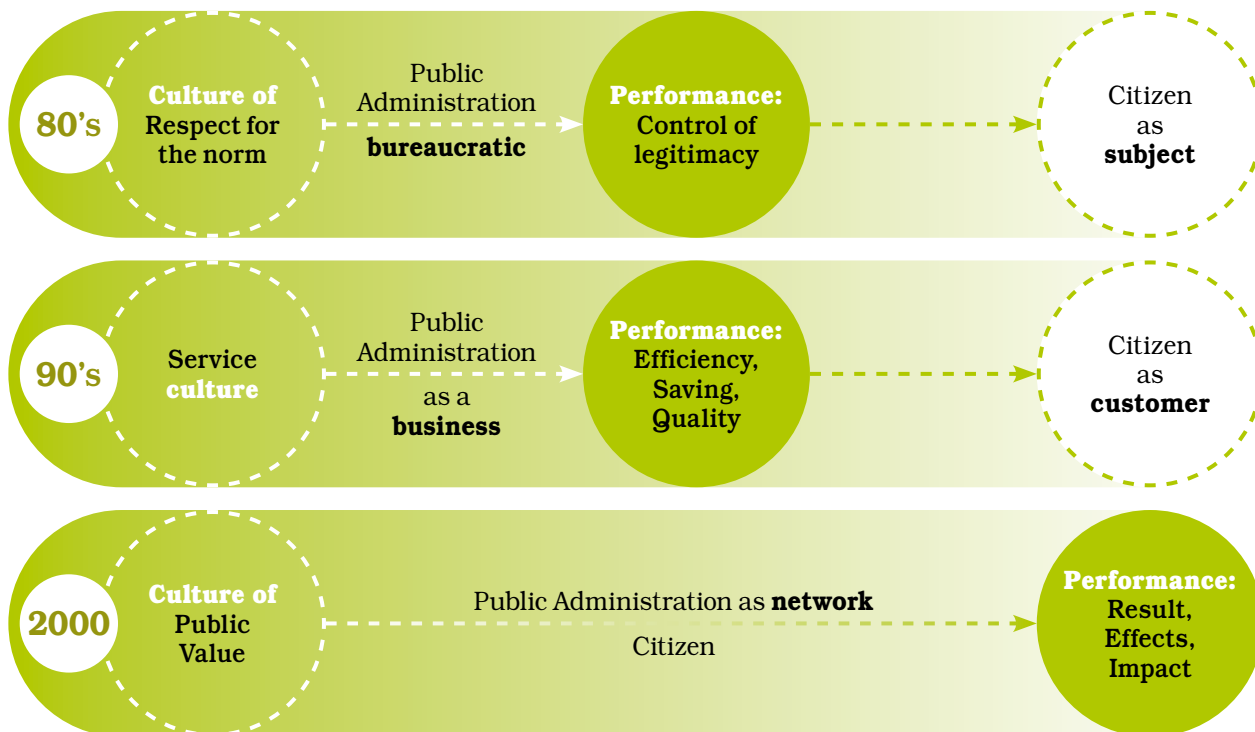 80's
Culture of
Respect for
the norm
Public
Administration
bureaucratic
Performance:
Control of
legitimacy
Citizen
as
subject
90's
Service
culture
Public
Administration
as a
business
Performance:
Efficiency,
Saving,
Quality
Citizen
as
customer
2000
Culture of
Public
Value
Public Administration as network
Citizen
Performance:
Result,
Effects,
Impact